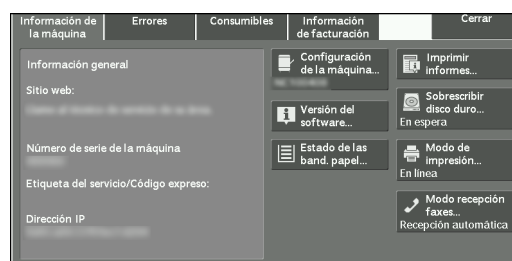 Información de
la máquina
Errores
Consumibles
Información
de facturación
Cerrar
Información general
Sitio web:
Número de serie de la máquina
Etiqueta del servicio/Código expreso:
Dirección IP
Configuración
de la máquina...
Versión del
software...
Estado de las
band. papel...
Imprimir
informes...
Sobrescribir
disco duro...
En espera
Modo de
impresión...
En línea
Modo recepción
faxes...
Recepción automática